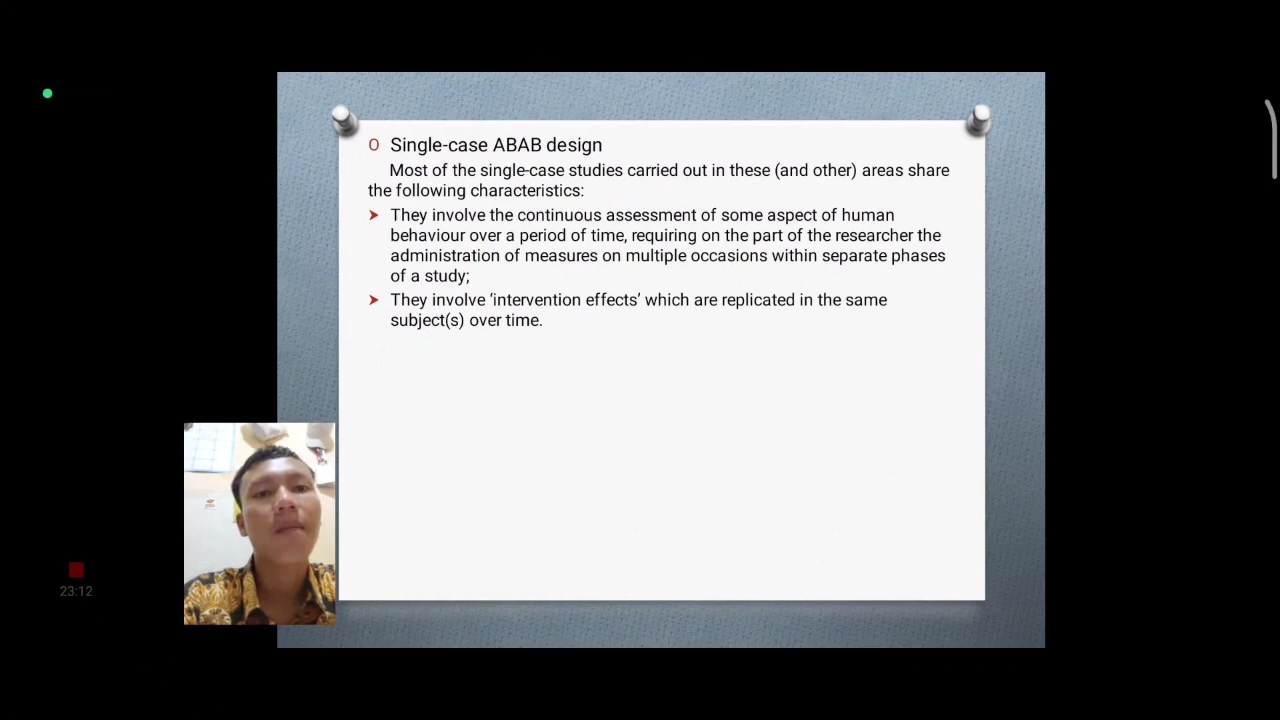 Single-case ABAB design
Most of the single-case studies carried out in these (and other) areas share
the following characteristics:
They involve the continuous assessment of some aspect of human
behaviour over a period of time, requiring on the part of the researcher the
administration of measures on multiple occasions within separate phases
of a study;
They involve ‘intervention effects’ which are replicated in the same
subject(s) over time.
23:12